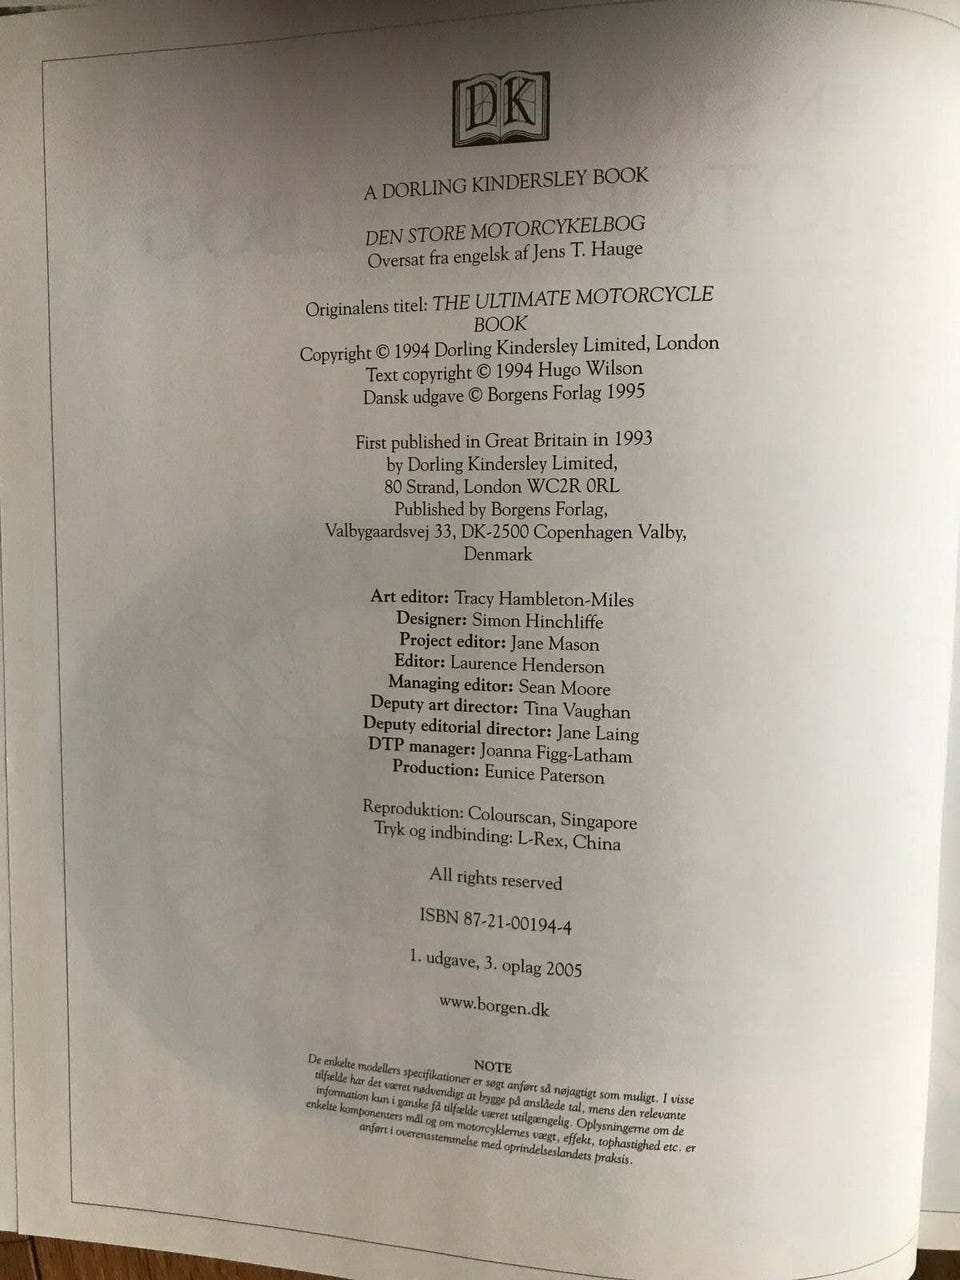 DK
A DORLING KINDERSLEY BOOK
DEN STORE MOTORCYKELBOG
Oversat fra engelsk af Jens T. Hauge
Originalens titel: THE ULTIMATE MOTORCYCLE
BOOK
Copyright © 1994 Dorling Kindersley Limited, London
Text copyright © 1994 Hugo Wilson
Dansk udgave © Borgens Forlag 1995
First published in Great Britain in 1993
by Dorling Kindersley Limited,
80 Strand, London WC2R 0RL
Published by Borgens Forlag,
Valbygaardsvej 33, DK-2500 Copenhagen Valby,
Denmark
Art editor: Tracy Hambleton-Miles
Designer: Simon Hinchliffe
Project editor: Jane Mason
Editor: Laurence Henderson
Managing editor: Sean Moore
Deputy art director: Tina Vaughan
Deputy editorial director: Jane Laing
DTP manager: Joanna Figg-Latham
Production: Eunice Paterson
Reproduktion: Colourscan, Singapore
Tryk og indbinding: L-Rex, China
All rights reserved
ISBN 87-21-00194-4
1. udgave, 3. oplag 2005
www.borgen.dk
NOTE
De enkelte modellers specifikationer er søgt anført så nøjagtigt som muligt. I visse
tilfælde har det været nødvendigt at bygge på anslåede tal, mens den relevante
information kun i ganske få tilfælde været utilgængelig. Oplysningerne om de
enkelte komponenters mål og om motorcyklernes vægt, effekt, tophastighed etc. er
anført i overensstemmelse med oprindelseslandets praksis.